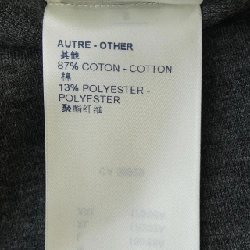 AUTRE - OTHER
其他
87% COTON - COTTON
棉
13% POLYESTER -
POLYESTER
聚酯纤维